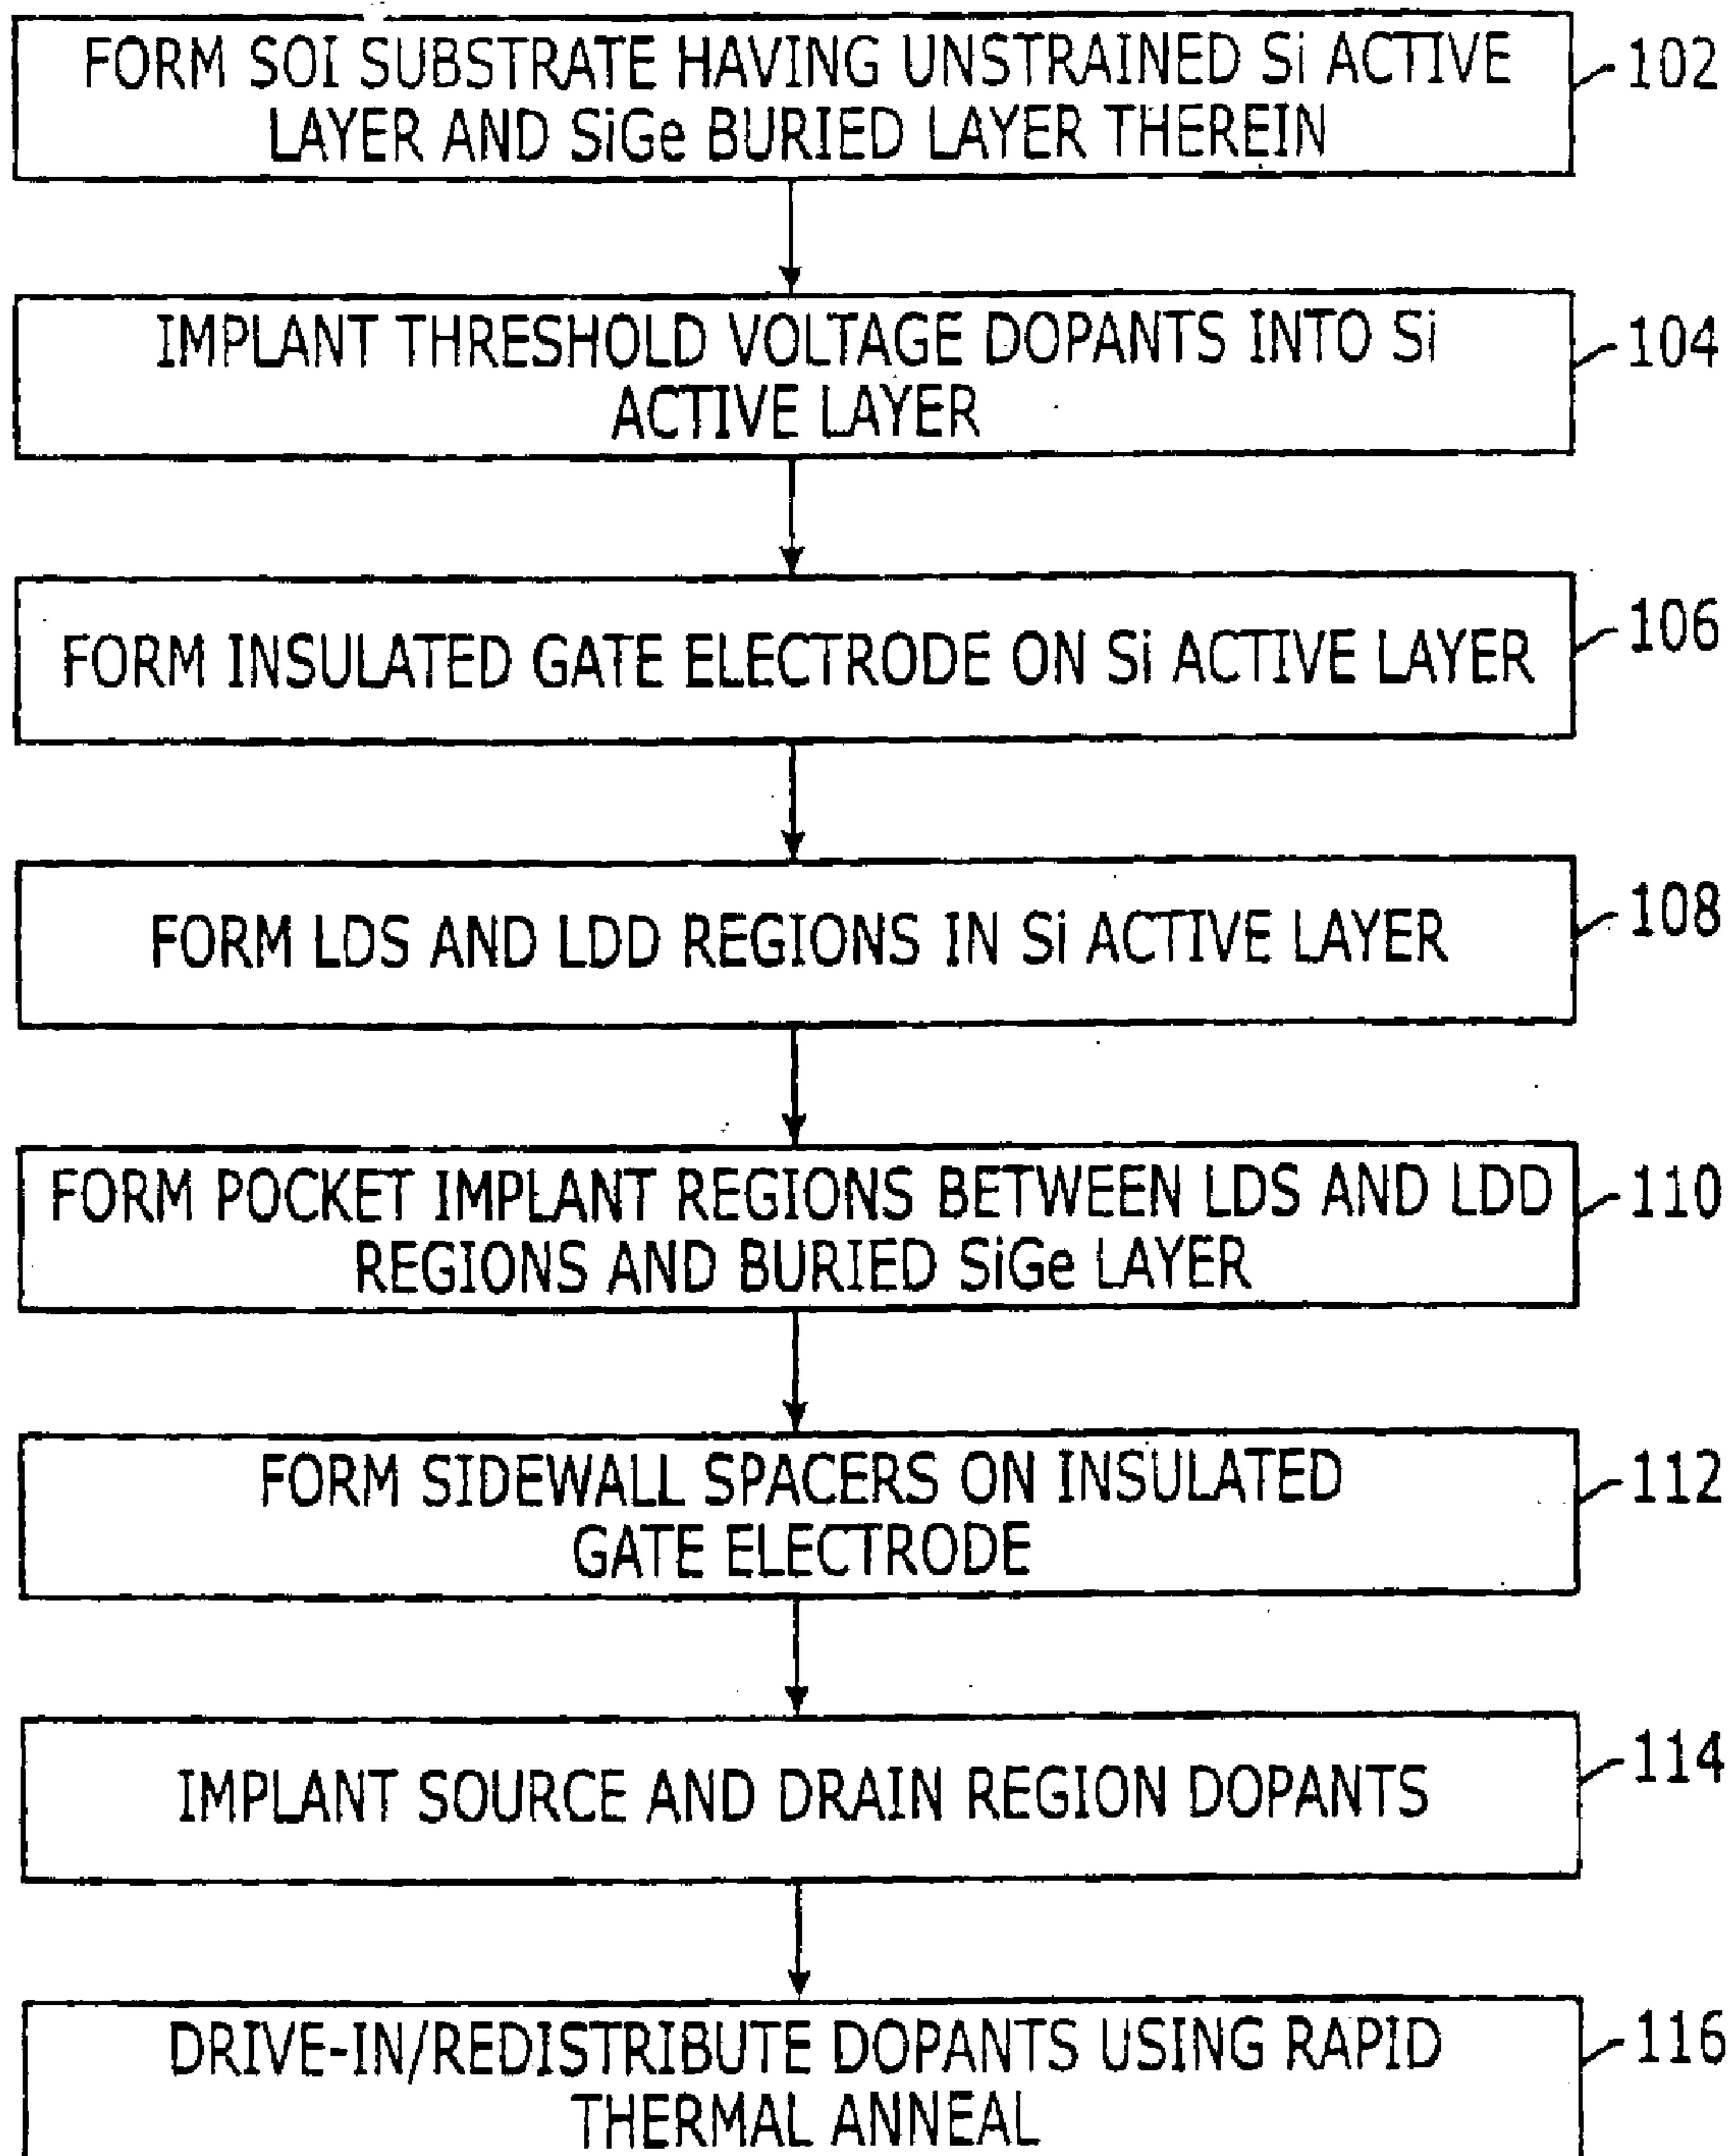 FORM SOI SUBSTRATE HAVING UNSTRAINED Si ACTIVE
LAYER AND SiGe BURIED LAYER THEREIN
102
IMPLANT THRESHOLD VOLTAGE DOPANTS INTO Si
ACTIVE LAYER
104
FORM INSULATED GATE ELECTRODE ON Si ACTIVE LAYER
106
FORM LDS AND LDD REGIONS IN Si ACTIVE LAYER
108
FORM POCKET IMPLANT REGIONS BETWEEN LDS AND LDD
REGIONS AND BURIED SiGe LAYER
110
FORM SIDEWALL SPACERS ON INSULATED
GATE ELECTRODE
112
IMPLANT SOURCE AND DRAIN REGION DOPANTS
114
DRIVE-IN/REDISTRIBUTE DOPANTS USING RAPID
THERMAL ANNEAL
116